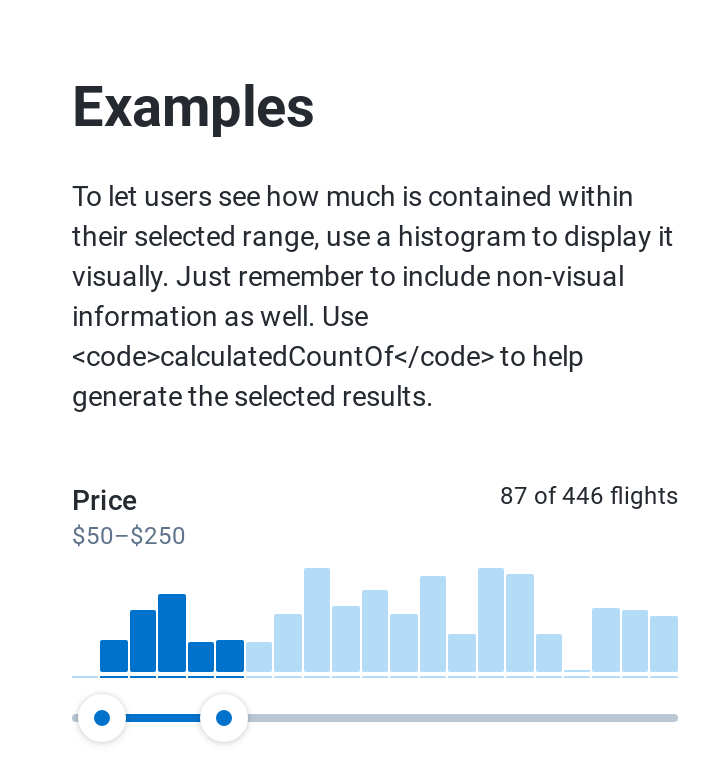 Examples
To let users see how much is contained within
their selected range, use a histogram to display it
visually. Just remember to include non-visual
information as well. Use
<code>calculatedCountOf</code> to help
generate the selected results.
Price
87 of 446 flights
$50–$250